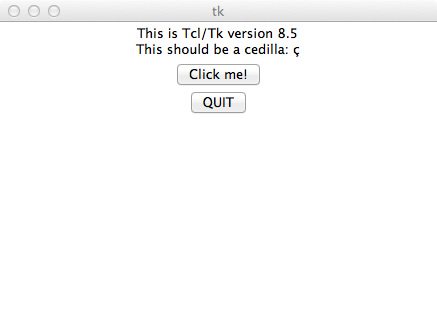 tk
This is Tcl/Tk version 8.5
This should be a cedilla: ç
Click me!
QUIT